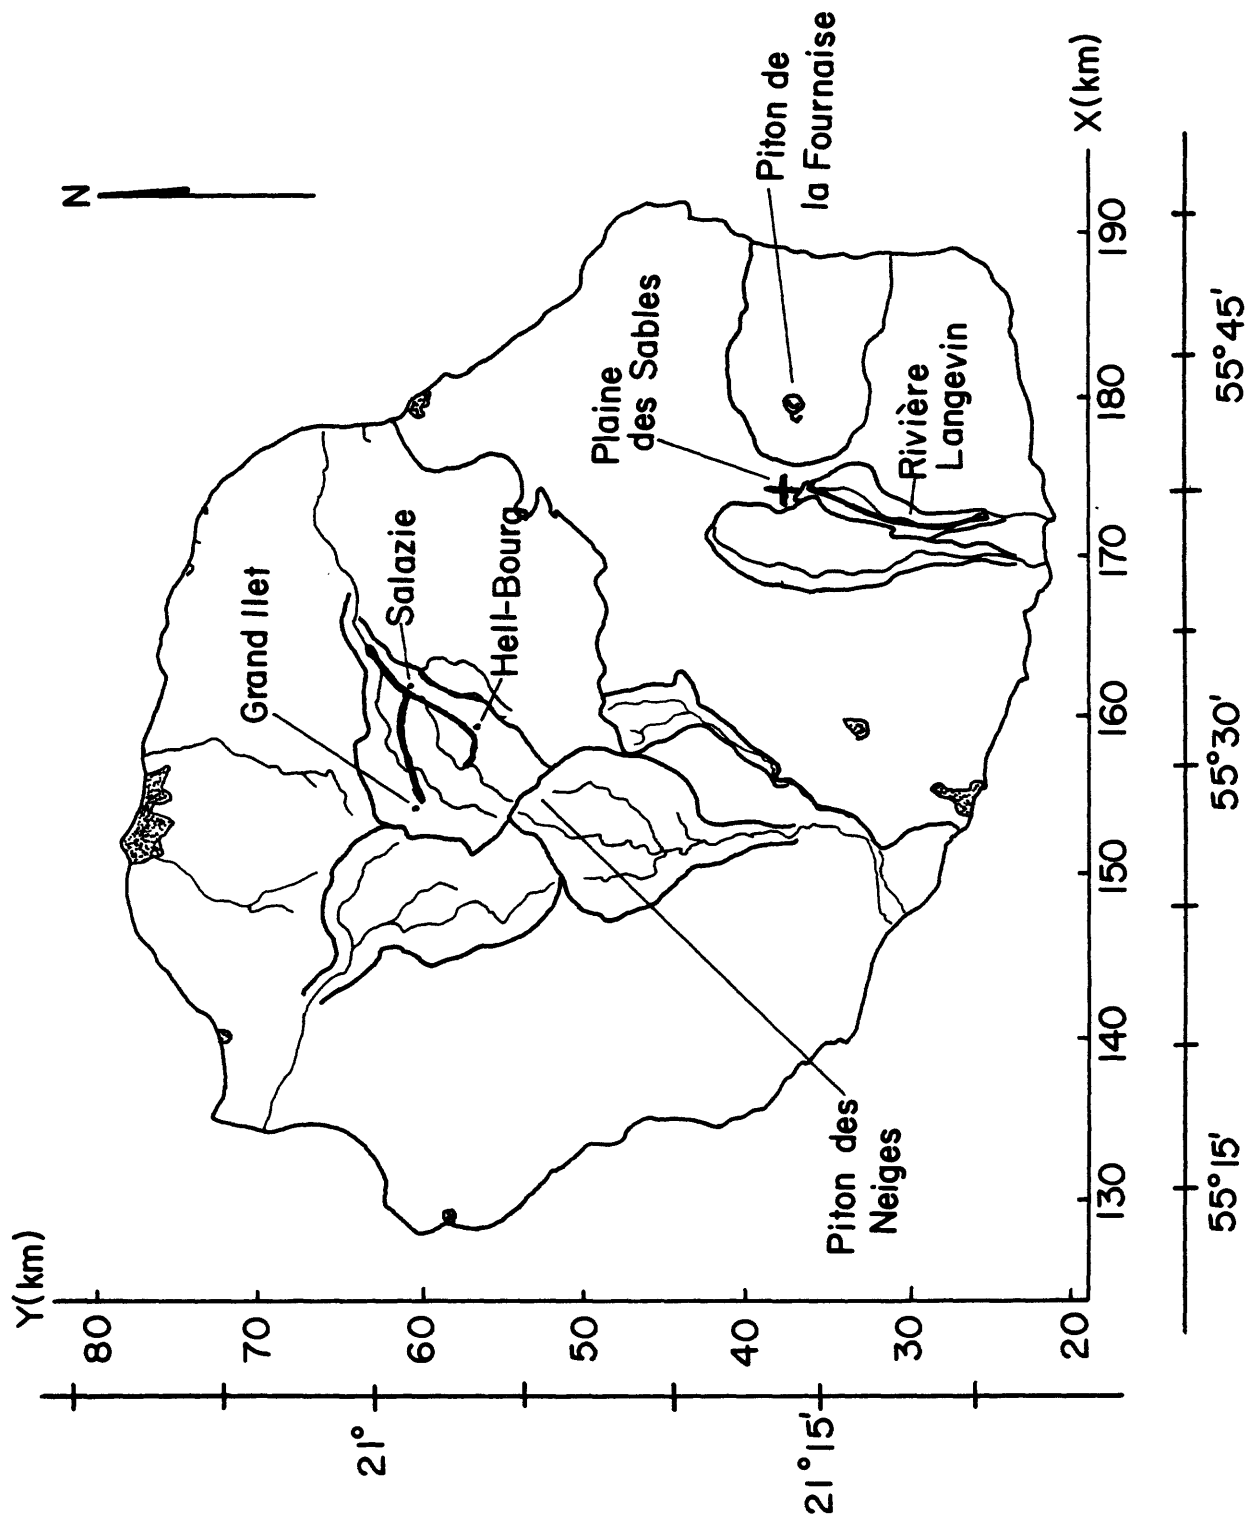 N
Y(km)
80
70
60
50
40
30
20
21°
21°15'
Grand Ilet
Salazie
Hell-Bourg
Plaine
des Sables
Piton de
la Fournaise
Rivière
Langevin
Piton des
Neiges
130
140
150
160
170
180
190
X(km)
55°15'
55°30'
55°45'